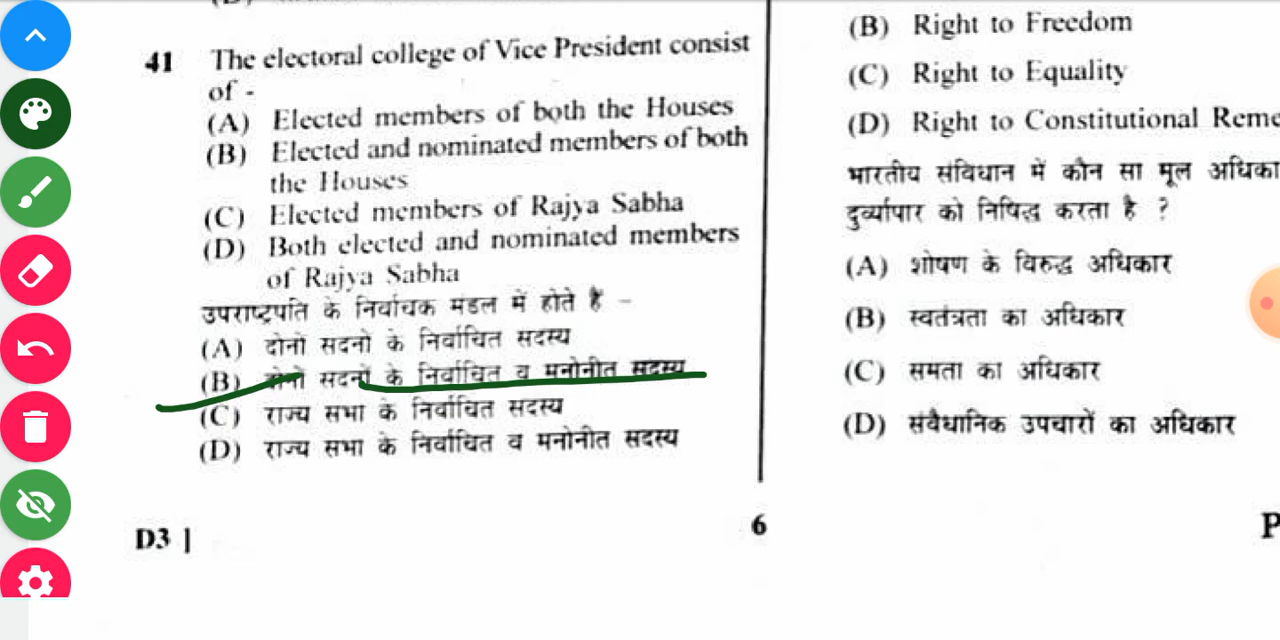 41 The electoral college of Vice President consist
of -
(A) Elected members of both the Houses
(B) Elected and nominated members of both
the Houses
(C) Elected members of Rajya Sabha
(D) Both elected and nominated members
of Rajya Sabha
उपराष्ट्रपति के निर्वाचक मंडल में होते है –
(A) दोनों सदनो के निर्वाचित सदस्य
(B) दोनों सदनों के निर्वाचित व मनोनीत सदस्य
(C) राज्य सभा के निर्वाचित सदस्य
(D) राज्य सभा के निर्वाचित व मनोनीत सदस्य
D3 |
6
(B) Right to Freedom
(C) Right to Equality
(D) Right to Constitutional Reme
भारतीय संविधान में कौन सा मूल अधिका
दुर्व्यापार को निषिद्ध करता है ?
(A) शोषण के विरुद्ध अधिकार
(B) स्वतंत्रता का अधिकार
(C) समता का अधिकार
(D) संवैधानिक उपचारों का अधिकार
P